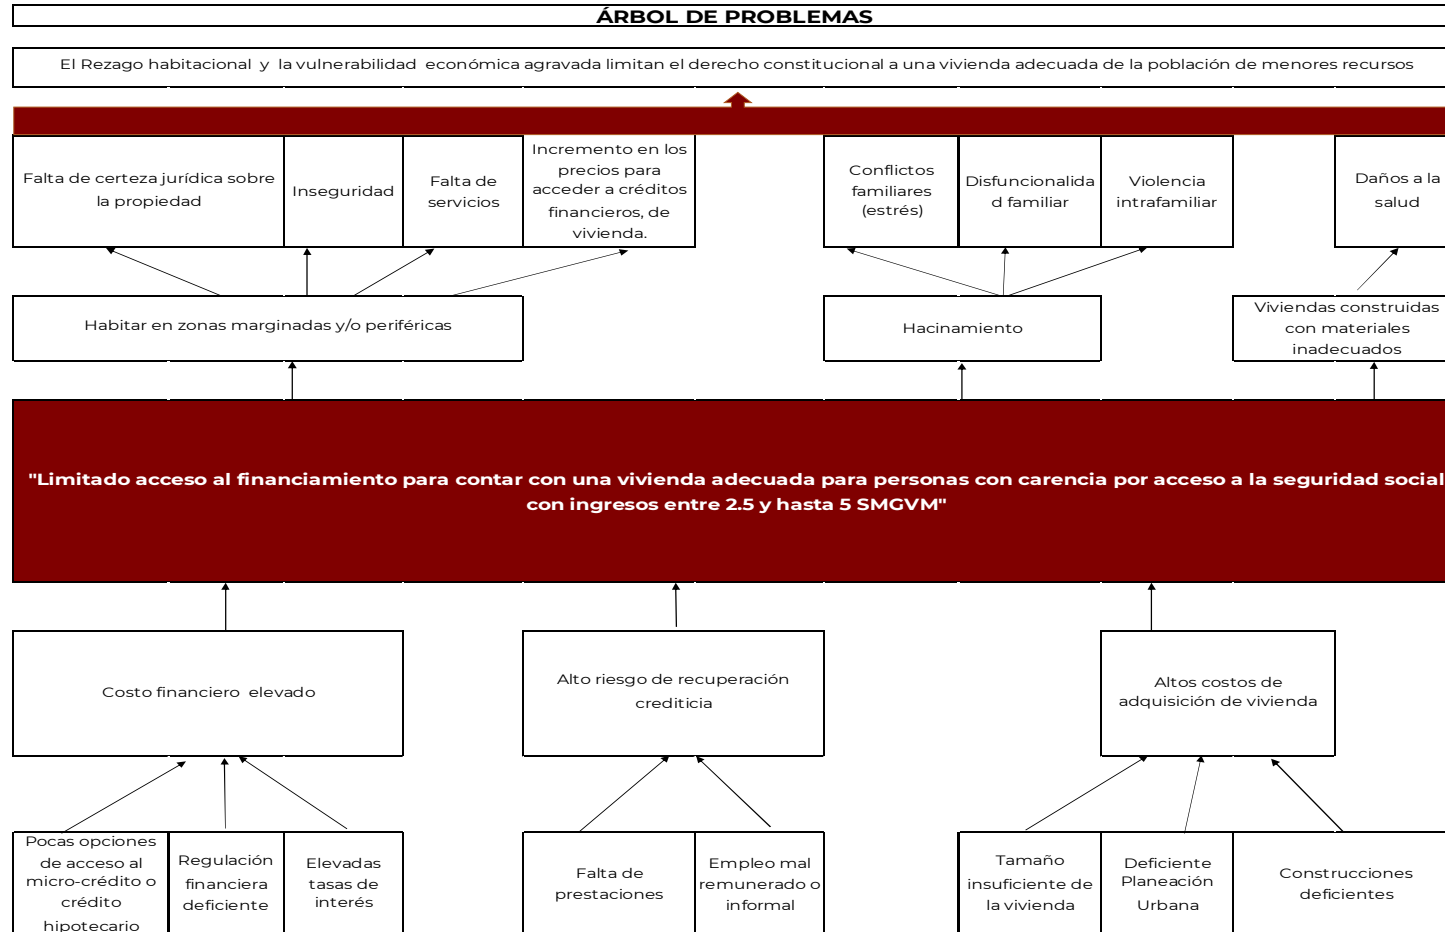 ÁRBOL DE PROBLEMAS
El Rezago habitacional y la vulnerabilidad económica agravada limitan el derecho constitucional a una vivienda adecuada de la población de menores recursos
Falta de certeza jurídica sobre
la propiedad
Inseguridad
Falta de
servicios
Incremento en los
precios para
acceder a créditos
financieros, de
vivienda.
Conflictos
familiares
(estrés)
Disfuncionalida
d familiar
Violencia
intrafamiliar
Daños a la
salud
Habitar en zonas marginadas y/o periféricas
Hacinamiento
Viviendas construidas
con materiales
inadecuados
"Limitado acceso al financiamiento para contar con una vivienda adecuada para personas con carencia por acceso a la seguridad social
con ingresos entre 2.5 y hasta 5 SMGVM"
Costo financiero elevado
Alto riesgo de recuperación
crediticia
Altos costos de
adquisición de vivienda
Pocas opciones
de acceso al
micro-crédito o
crédito
hipotecario
Regulación
financiera
deficiente
Elevadas
tasas de
interés
Falta de
prestaciones
Empleo mal
remunerado o
informal
Tamaño
insuficiente de
la vivienda
Deficiente
Planeación
Urbana
Construcciones
deficientes